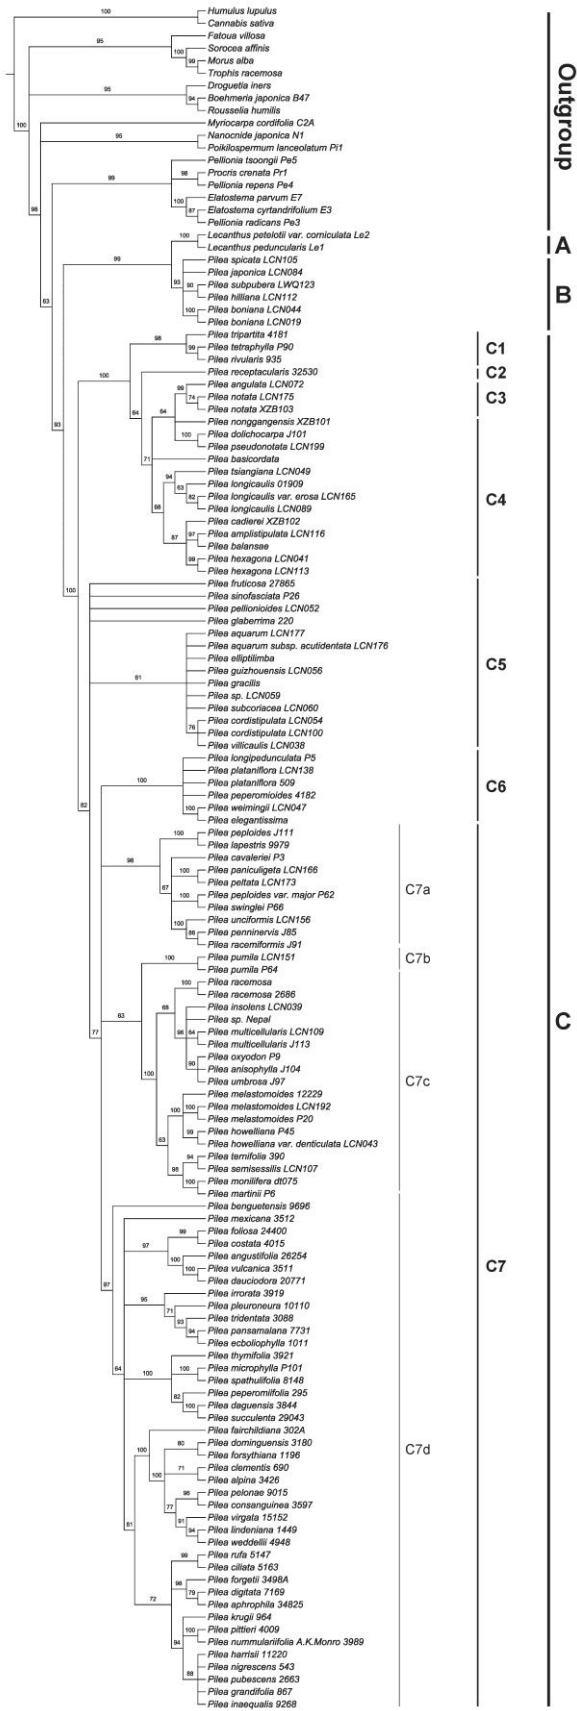 Humulus lupulus
Cannabis sativa
Fatoua villosa
Sorocea affinis
Morus alba
Trophis racemosa
Droguetia iners
Boehmeria japonica B47
Rousselia humilis
Myriocarpa cordifolia C2A
Nanocnide japonica N1
Poikilospermum lanceolatum Pi1
Pellionia tsoongii Pe5
Procris crenata Pr1
Pellionia repens Pe4
Elatostema parvum E7
Elatostema cyrtandrifolium E3
Pellionia radicans Pe3
Outgroup
Lecanthus petelotii var. corniculata Le2
Lecanthus peduncularis Le1
A
Pilea spicata LCN105
Pilea japonica LCN084
Pilea subpubera LWQ123
Pilea hilliana LCN112
Pilea boniana LCN044
Pilea boniana LCN019
B
Pilea tripartita 4181
Pilea tetraphylla P90
Pilea rivularis 935
C1
Pilea receptacularis 32530
C2
Pilea angulata LCN072
Pilea notata LCN175
Pilea notata XZB103
C3
Pilea nonggangensis XZB101
Pilea dolichocarpa J101
Pilea pseudonotata LCN199
Pilea basicordata
Pilea tsiangiana LCN049
Pilea longicaulis 01909
Pilea longicaulis var. erosa LCN165
Pilea longicaulis LCN089
Pilea cadierei XZB102
Pilea amplistipulata LCN116
Pilea balansae
Pilea hexagona LCN041
Pilea hexagona LCN113
C4
Pilea fruticosa 27865
Pilea sinofasciata P26
Pilea pellionioides LCN052
Pilea glaberrima 220
Pilea aquarum LCN177
Pilea aquarum subsp. acutidentata LCN176
Pilea elliptilimba
Pilea guizhouensis LCN056
Pilea gracilis
Pilea sp. LCN059
Pilea subcoriacea LCN060
Pilea cordistipulata LCN054
Pilea cordistipulata LCN100
Pilea villicaulis LCN038
C5
Pilea longipedunculata P5
Pilea plataniflora LCN138
Pilea plataniflora 509
Pilea peperomioides 4182
Pilea weimingii LCN047
Pilea elegantissima
C6
Pilea peploides J111
Pilea lapestris 9979
Pilea cavaleriei P3
Pilea paniculigeta LCN166
Pilea peltata LCN173
Pilea peploides var. major P62
Pilea swinglei P66
Pilea unciformis LCN156
Pilea penninervis J85
Pilea racemiformis J91
C7a
Pilea pumila LCN151
Pilea pumila P64
C7b
Pilea racemosa
Pilea racemosa 2686
Pilea insolens LCN039
Pilea sp. Nepal
Pilea multicellularis LCN109
Pilea multicellularis J113
Pilea oxyodon P9
Pilea anisophylla J104
Pilea umbrosa J97
Pilea melastomoides 12229
Pilea melastomoides LCN192
Pilea melastomoides P20
Pilea howelliana P45
Pilea howelliana var. denticulata LCN043
Pilea ternifolia 390
Pilea semisessilis LCN107
Pilea monilifera dt075
Pilea martinii P6
C7c
C
Pilea benguetensis 9696
Pilea mexicana 3512
Pilea foliosa 24400
Pilea costata 4015
Pilea angustifolia 26254
Pilea vulcanica 3511
Pilea dauciodora 20771
C7
Pilea irrorata 3919
Pilea pleuroneura 10110
Pilea tridentata 3088
Pilea pansamalana 7731
Pilea ecboliophylla 1011
Pilea thymifolia 3921
Pilea microphylla P101
Pilea spathulifolia 8148
Pilea peperomiifolia 295
Pilea daguensis 3844
Pilea succulenta 29043
Pilea fairchildiana 302A
Pilea dominguensis 3180
Pilea forsythiana 1196
C7d
Pilea clementis 690
Pilea alpina 3426
Pilea pelonae 9015
Pilea consanguinea 3597
Pilea virgata 15152
Pilea lindeniana 1449
Pilea weddellii 4948
Pilea rufa 5147
Pilea ciliata 5163
Pilea forgetii 3498A
Pilea digitata 7169
Pilea aphrophila 34825
Pilea krugii 964
Pilea pittieri 4009
Pilea nummulariifolia A.K.Monro 3989
Pilea harrisii 11220
Pilea nigrescens 543
Pilea pubescens 2663
Pilea grandifolia 867
Pilea inaequalis 9268